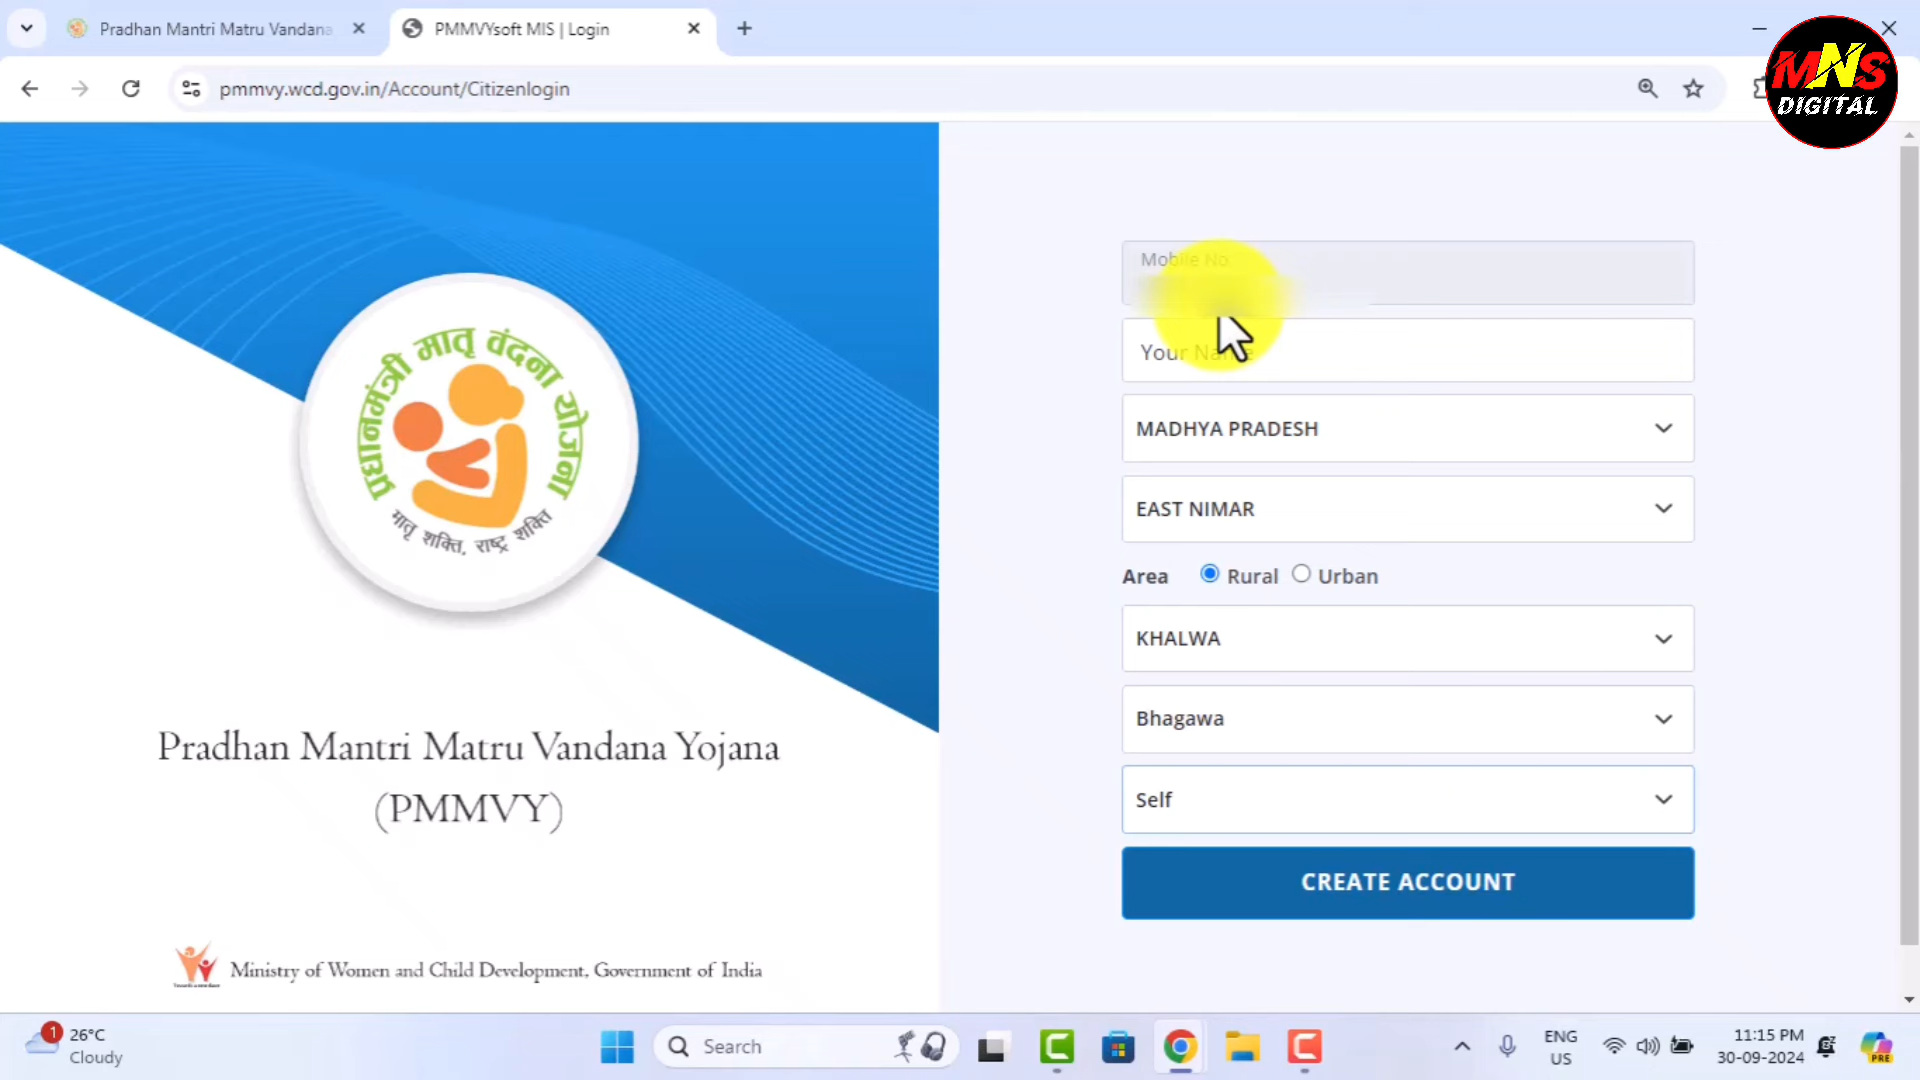 Pradhan Mantri Matru Vandana
PMMVYsoft MIS | Login
pmmvy.wcd.gov.in/Account/Citizenlogin
MNS
DIGITAL
Mobile No
Your Name
MADHYA PRADESH
EAST NIMAR
Area Rural Urban
KHALWA
Bhagawa
Self
CREATE ACCOUNT
प्रधानमंत्री मातृ वंदना योजना
मातृ शक्ति, राष्ट्र शक्ति
Pradhan Mantri Matru Vandana Yojana
(PMMVY)
Ministry of Women and Child Development, Government of India
1
26°C
Cloudy
Search
ENG
US
11:15 PM
30-09-2024
PRE